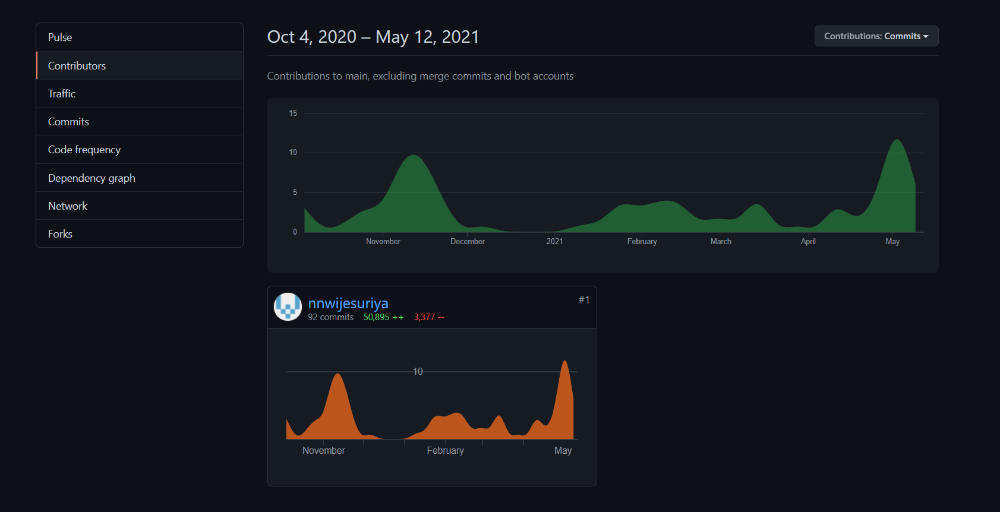 Pulse
Contributors
Traffic
Commits
Code frequency
Dependency graph
Network
Forks
Oct 4, 2020 – May 12, 2021
Contributions: Commits
Contributions to main, excluding merge commits and bot accounts
15
10
5
0
November December 2021 February March April May
nnwijesuriya #1
92 commits 50,895 ++ 3,377 --
10
November February May